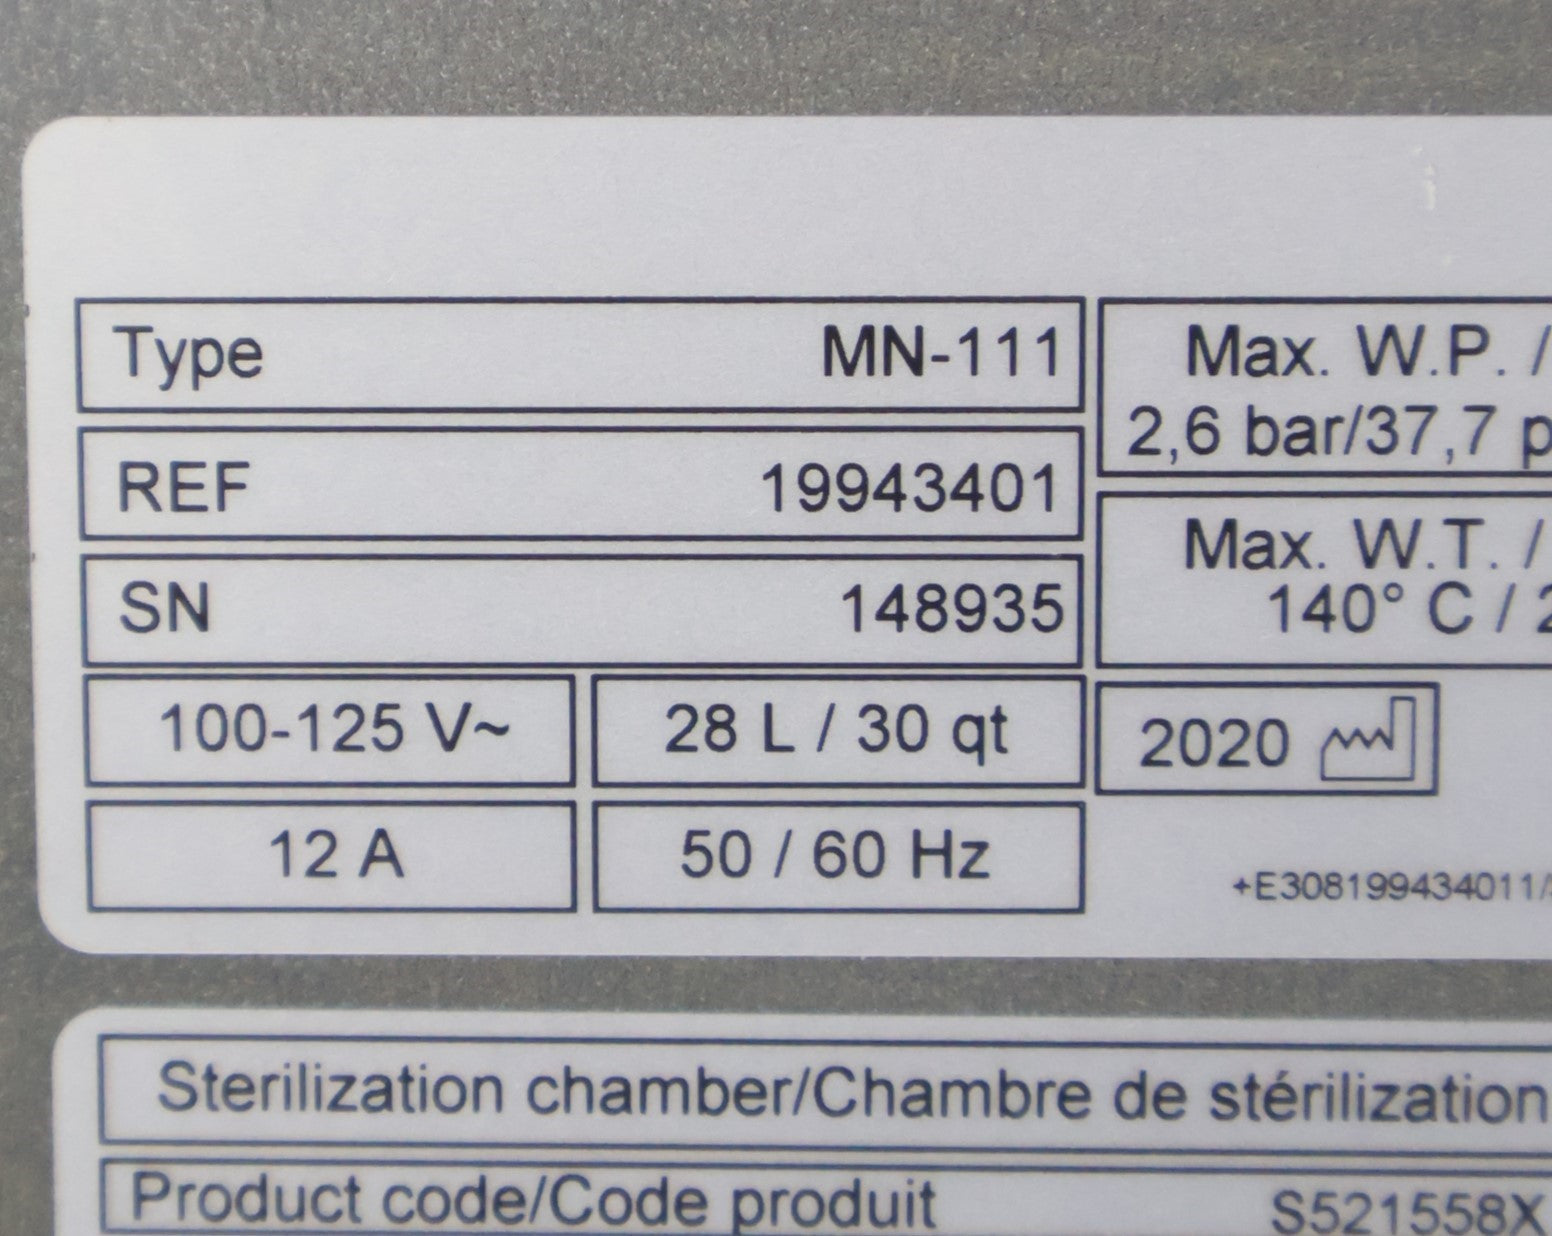 Type MN-111
REF 19943401
SN 148935
100-125 V~ 28 L / 30 qt
12 A 50 / 60 Hz
Max. W.P. /
2,6 bar/37,7 p
Max. W.T. /
140° C / 2
2020
+E308199434011/
Sterilization chamber/Chambre de stérilization
Product code/Code produit S521558X